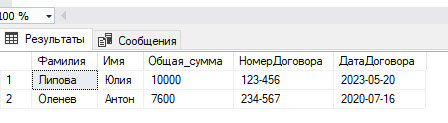 100 %
Результаты Сообщения
Фамилия Имя Общая_сумма НомерДоговора ДатаДоговора
1 Липова Юлия 10000 123-456 2023-05-20
2 Оленев Антон 7600 234-567 2020-07-16